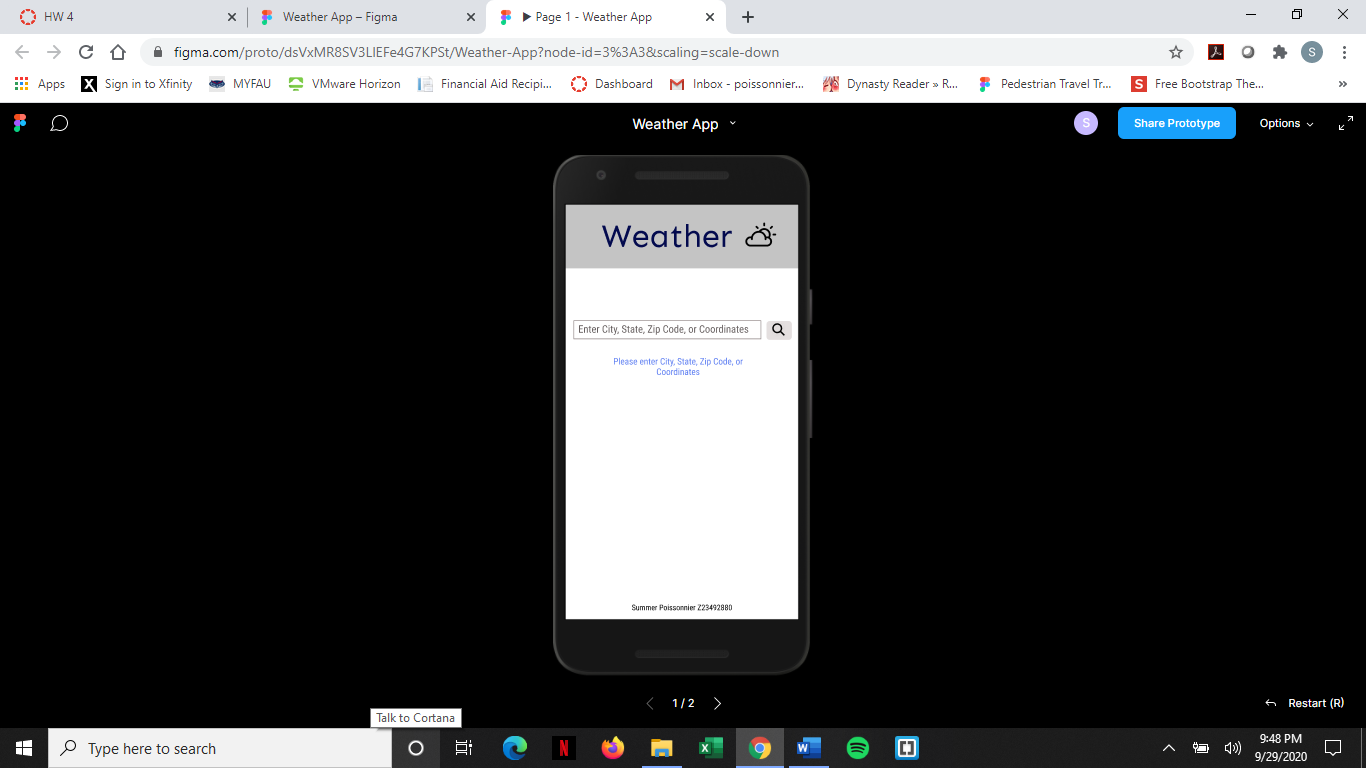 HW 4
Weather App – Figma
▶ Page 1 - Weather App
figma.com/proto/dsVxMR8SV3LIEFe4G7KPSt/Weather-App?node-id=3%3A3&scaling=scale-down
S
Apps
X
Sign in to Xfinity
MYFAU
VMware Horizon
Financial Aid Recipi...
Dashboard
Inbox - poissonnier...
Dynasty Reader » R...
Pedestrian Travel Tr...
S
Free Bootstrap The...
»
Weather App
S
Share Prototype
Options
Weather
Enter City, State, Zip Code, or Coordinates
Please enter City, State, Zip Code, or
Coordinates
Summer Poissonnier Z23492880
1 / 2
Restart (R)
Talk to Cortana
Type here to search
9:48 PM
9/29/2020